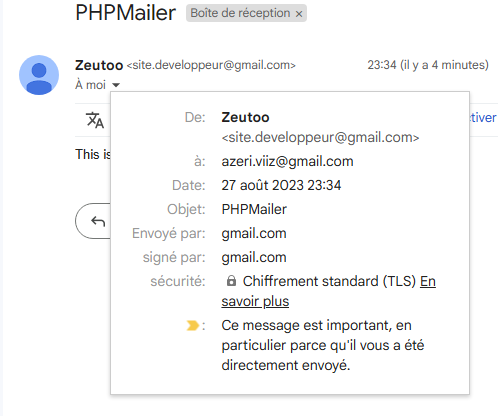 PHPMailer Boîte de réception ×
Zeutoo <site.developpeur@gmail.com> 23:34 (il y a 4 minutes)
À moi
ctiver
This is
De: Zeutoo
<site.developpeur@gmail.com>
à: azeri.viiz@gmail.com
Date: 27 août 2023 23:34
Objet: PHPMailer
Envoyé par: gmail.com
signé par: gmail.com
sécurité: Chiffrement standard (TLS) En
savoir plus
: Ce message est important, en
particulier parce qu'il vous a été
directement envoyé.